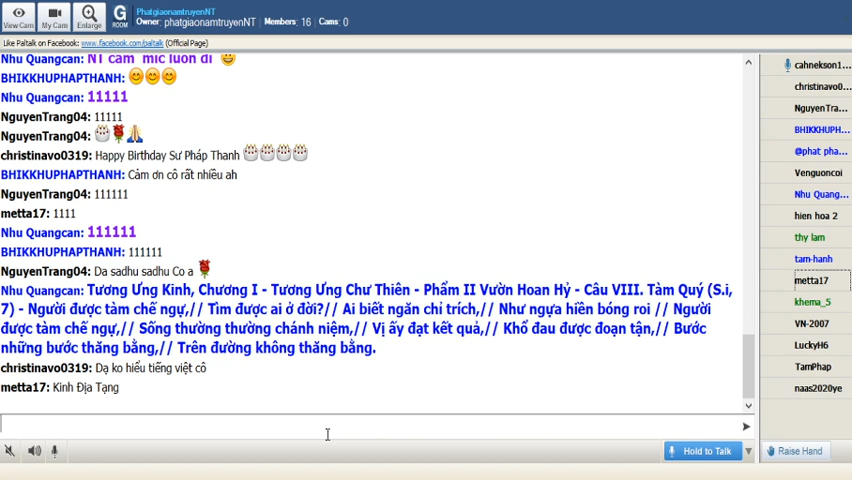 View Cam
My Cam
Enlarge
G
ROOM
PhatgiaonamtruyenNT
Owner: phatgiaonamtruyenNT Members: 16 Cams: 0
Like Paltalk on Facebook: www.facebook.com/paltalk (Official Page)
Nhu Quangcan: NT cam mic luon di
BHIKKHUPHAPTHANH:
Nhu Quangcan: 11111
NguyenTrang04: 11111
NguyenTrang04:
christinavo0319: Happy Birthday Sư Pháp Thanh
BHIKKHUPHAPTHANH: Cảm ơn cô rất nhiều ah
NguyenTrang04: 111111
metta17: 1111
Nhu Quangcan: 111111
BHIKKHUPHAPTHANH: 111111
NguyenTrang04: Da sadhu sadhu Co a
Nhu Quangcan: Tương Ưng Kinh, Chương I - Tương Ưng Chư Thiên - Phẩm II Vườn Hoan Hỷ - Câu VIII. Tàm Quý (S.i,
7) - Người được tàm chế ngự,// Tìm được ai ở đời?// Ai biết ngăn chỉ trích,// Như ngựa hiền bóng roi // Người
được tàm chế ngự,// Sống thường thường chánh niệm,// Vị ấy đạt kết quả,// Khổ đau được đoạn tận,// Bước
những bước thăng bằng,// Trên đường không thăng bằng.
christinavo0319: Dạ ko hiểu tiếng việt cô
metta17: Kinh Địa Tạng
Hold to Talk
cahnekson1...
christinavo0...
NguyenTra...
BHIKKHUPH...
@phat pha...
Venguoncoi
Nhu Quang...
hien hoa 2
thy lam
tam-hanh
metta17
khema_5
VN-2007
LuckyH6
TamPhap
naas2020ye
Raise Hand